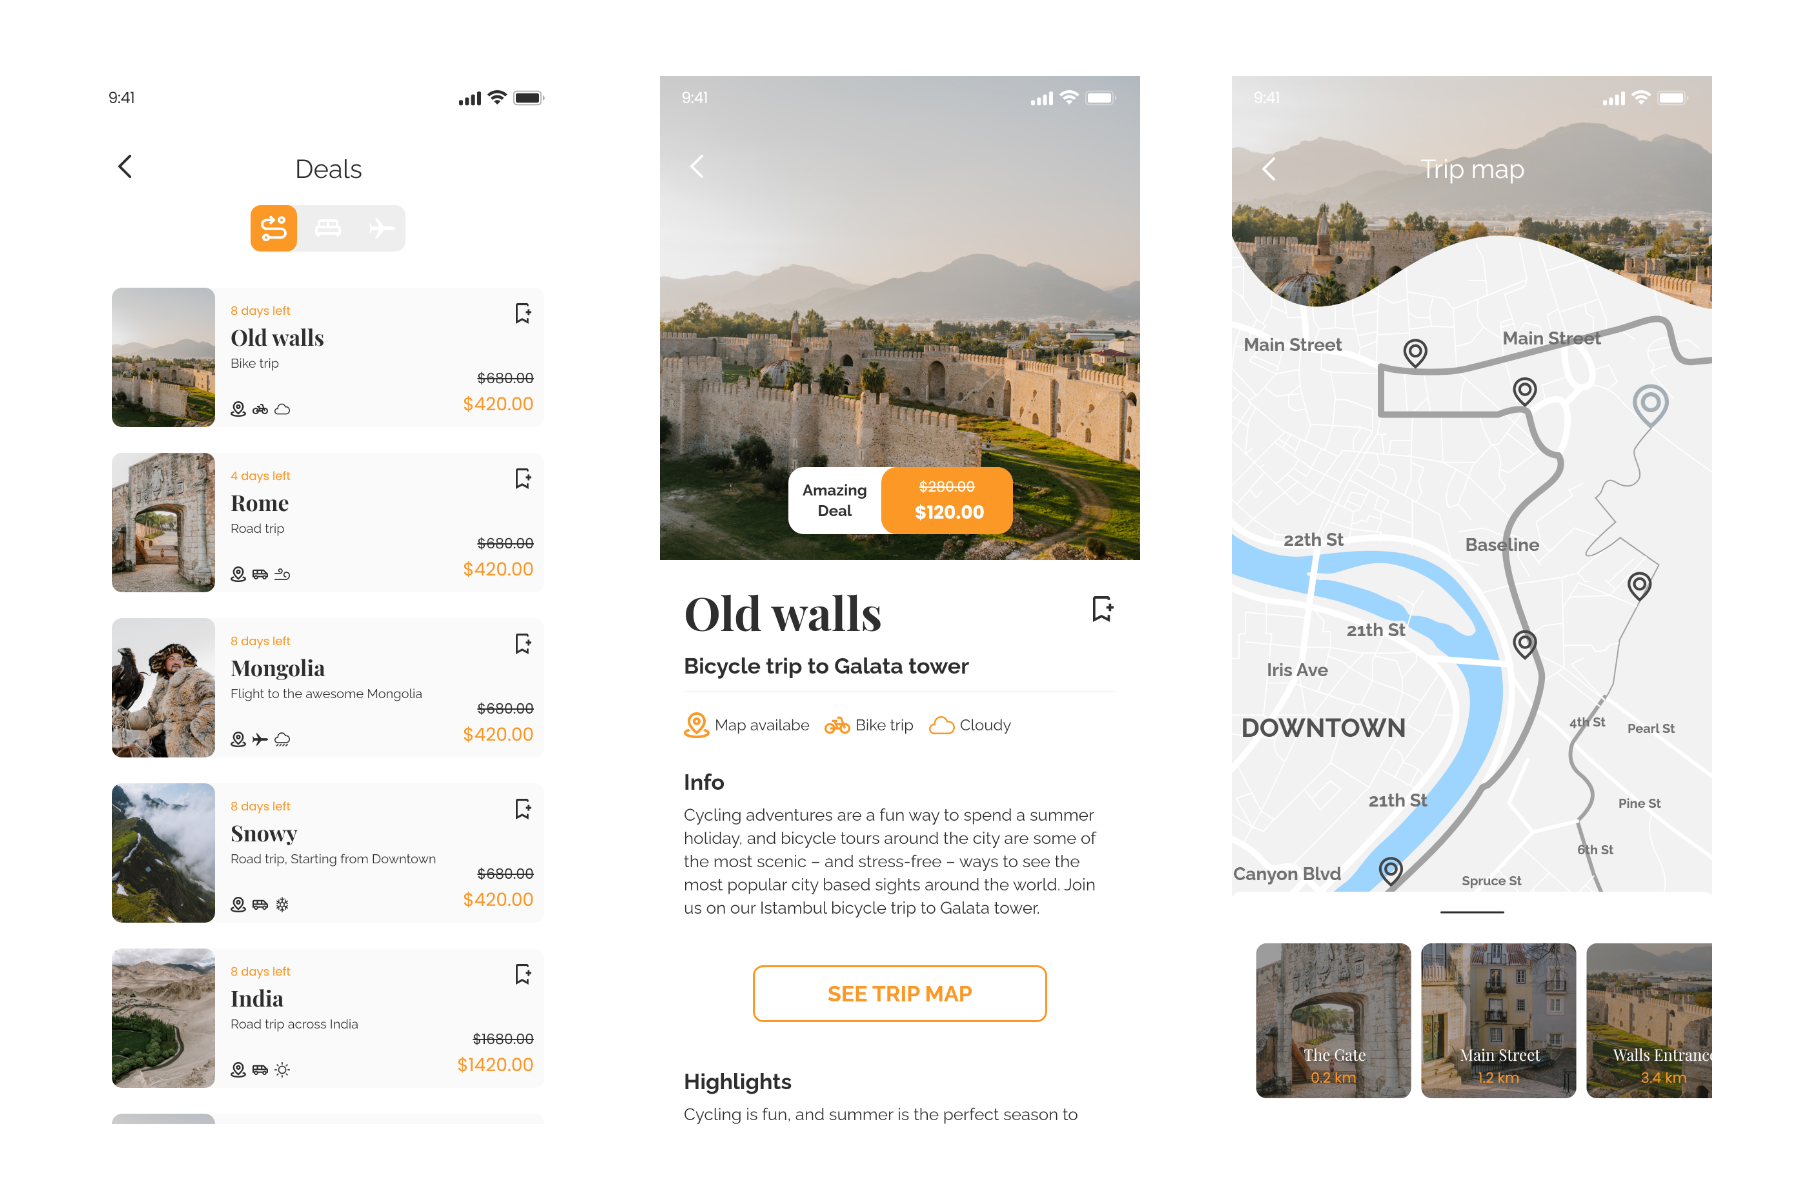 9:41
Deals
8 days left
Old walls
Bike trip
$680.00
$420.00
4 days left
Rome
Road trip
$680.00
$420.00
8 days left
Mongolia
Flight to the awesome Mongolia
$680.00
$420.00
8 days left
Snowy
Road trip, Starting from Downtown
$680.00
$420.00
8 days left
India
Road trip across India
$1680.00
$1420.00
9:41
Amazing
Deal
$280.00
$120.00
Old walls
Bicycle trip to Galata tower
Map availabe
Bike trip
Cloudy
Info
Cycling adventures are a fun way to spend a summer
holiday, and bicycle tours around the city are some of
the most scenic – and stress-free – ways to see the
most popular city based sights around the world. Join
us on our Istambul bicycle trip to Galata tower.
SEE TRIP MAP
Highlights
Cycling is fun, and summer is the perfect season to
9:41
Trip map
Main Street
Main Street
22th St
Baseline
21th St
Iris Ave
DOWNTOWN
4th St
Pearl St
21th St
Pine St
6th St
Canyon Blvd
Spruce St
The Gate
0.2 km
Main Street
1.2 km
Walls Entrance
3.4 km